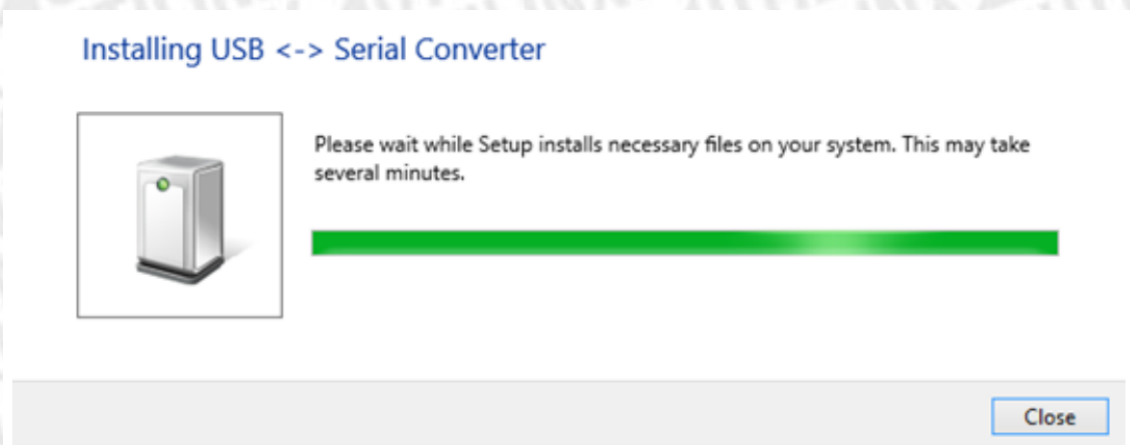 Installing USB <-> Serial Converter
Please wait while Setup installs necessary files on your system. This may take
several minutes.
Close